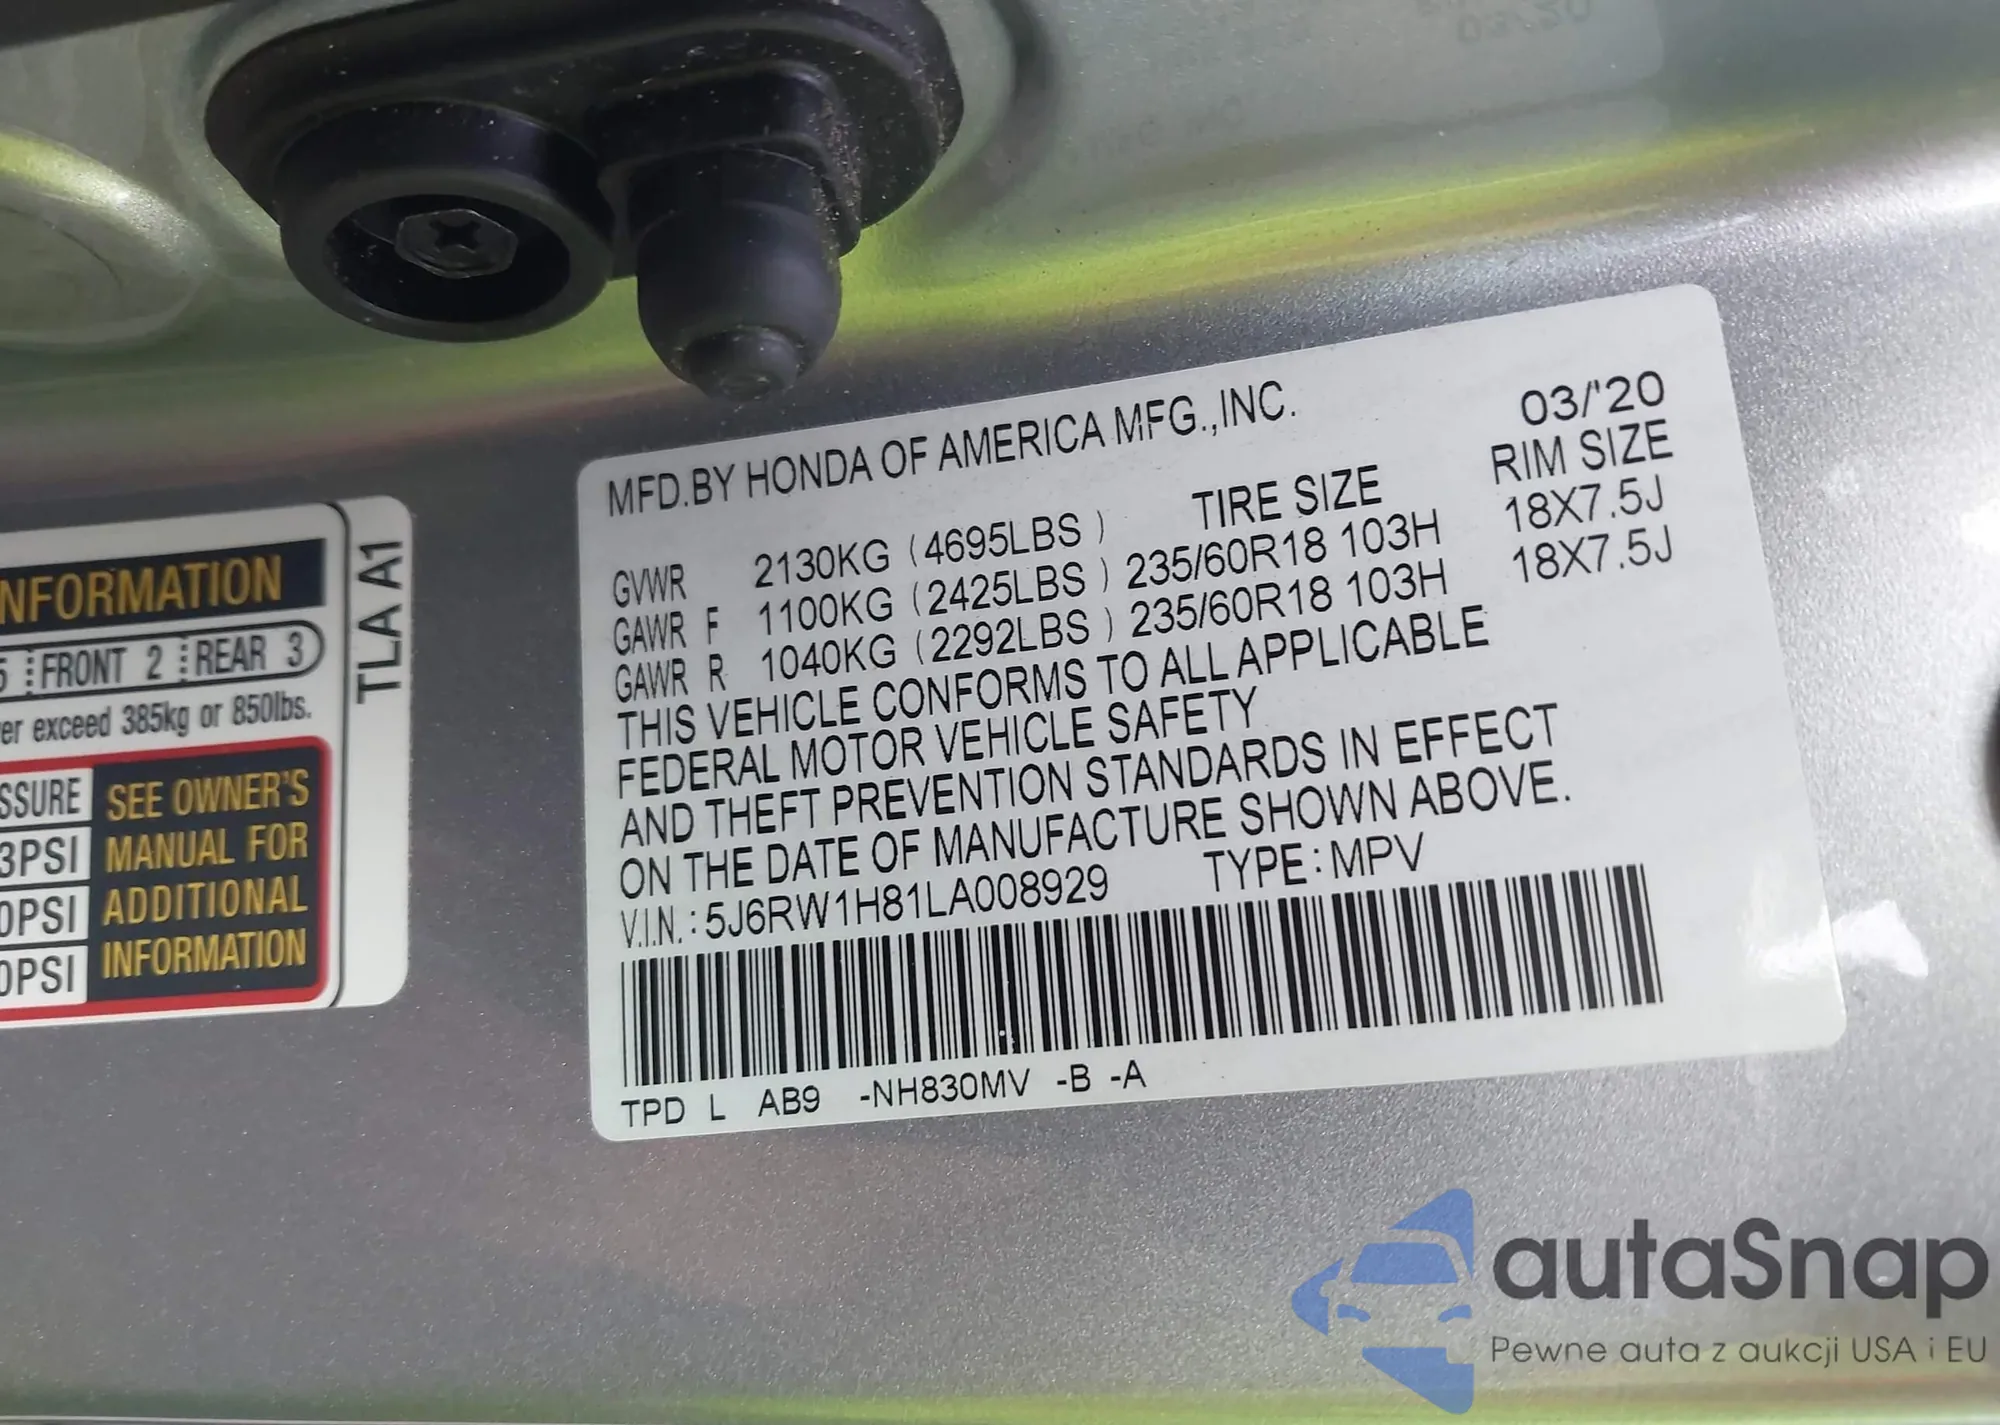 NFORMATION
5 FRONT 2 REAR 3
er exceed 385kg or 850lbs.
SSURE
3PSI
0PSI
0PSI
SEE OWNER'S
MANUAL FOR
ADDITIONAL
INFORMATION
TLA A1
MFD.BY HONDA OF AMERICA MFG.,INC. 03/'20
TIRE SIZE RIM SIZE
GVWR 2130KG (4695LBS)
GAWR F 1100KG (2425LBS) 235/60R18 103H 18X7.5J
GAWR R 1040KG (2292LBS) 235/60R18 103H 18X7.5J
THIS VEHICLE CONFORMS TO ALL APPLICABLE
FEDERAL MOTOR VEHICLE SAFETY
AND THEFT PREVENTION STANDARDS IN EFFECT
ON THE DATE OF MANUFACTURE SHOWN ABOVE.
V.I.N.: 5J6RW1H81LA008929 TYPE: MPV
TPD L AB9 -NH830MV -B -A
autaSnap
Pewne auta z aukcji USA i EU